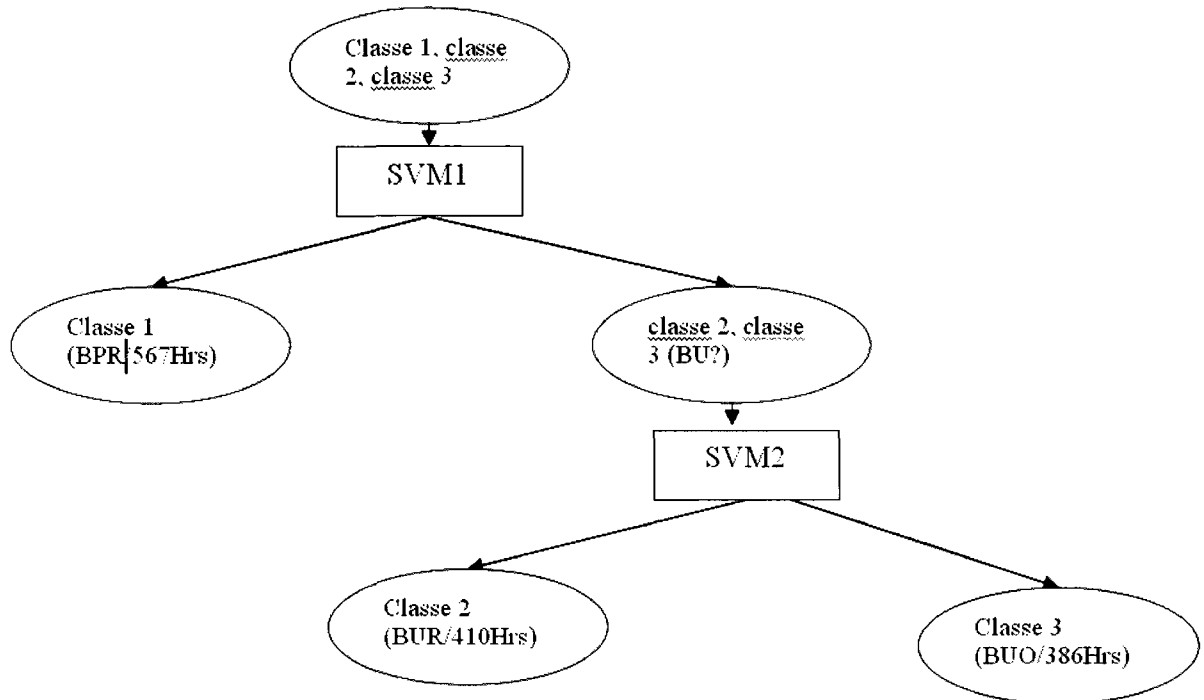 Classe 1, classe
2, classe 3
SVM1
Classe 1
(BPR/567Hrs)
classe 2, classe
3 (BU?)
SVM2
Classe 2
(BUR/410Hrs)
Classe 3
(BUO/386Hrs)